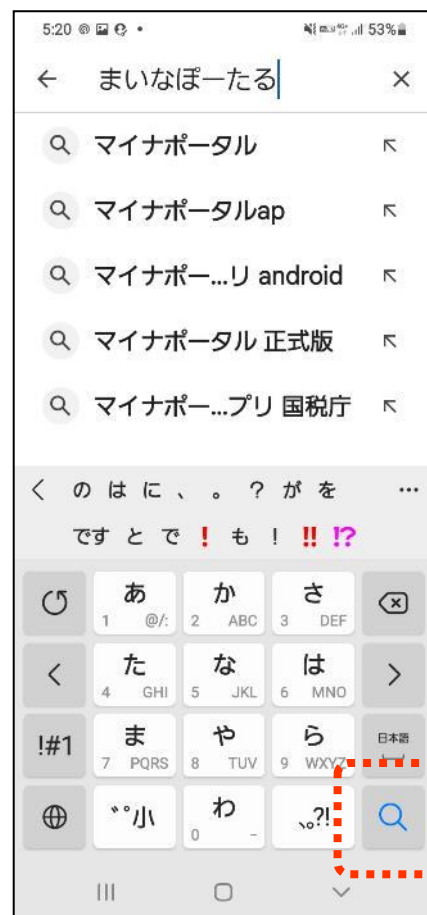 5:20 53%
まいなぽーたる
マイナポータル
マイナポータルap
マイナポー...リ android
マイナポータル 正式版
マイナポー...プリ 国税庁
の は に 、 。 ? が を ...
です と で ! も ! !! !?
あ か さ
1 @/: 2 ABC 3 DEF
た な は
4 GHI 5 JKL 6 MNO
!#1 ま や ら 日本語
7 PQRS 8 TUV 9 WXYZ
゛゜小 わ 、。?!
0 -